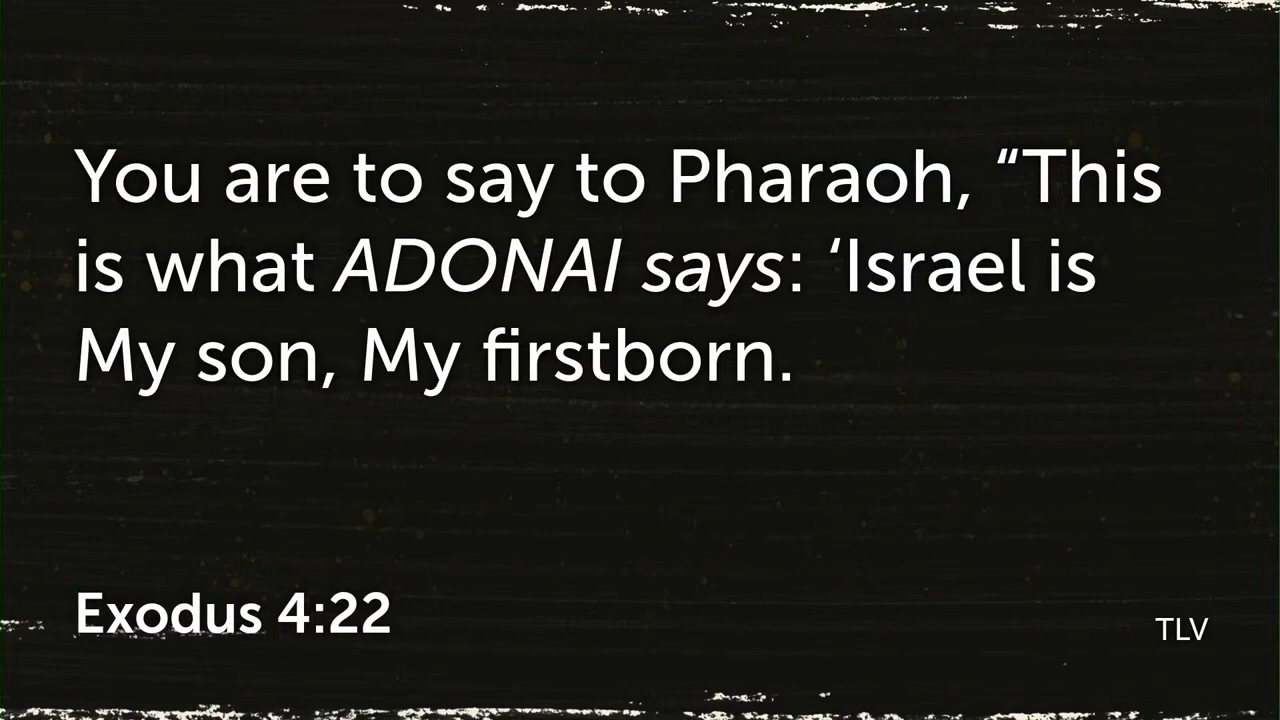 You are to say to Pharaoh, “This
is what ADONAI says: ‘Israel is
My son, My firstborn.
Exodus 4:22
TLV